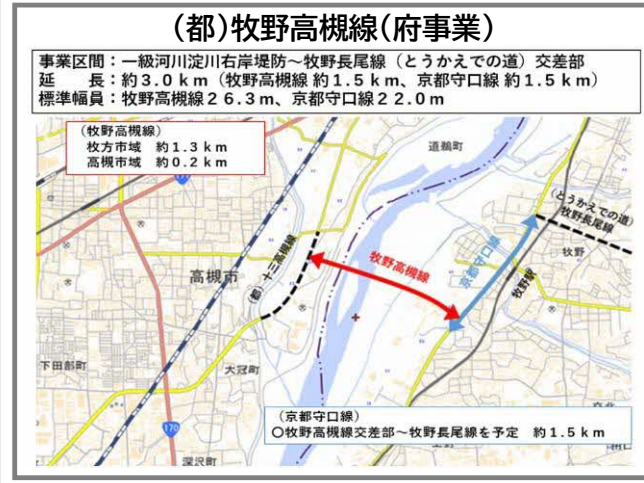 (都)牧野高槻線(府事業)
事業区間：一級河川淀川右岸堤防～牧野長尾線（とうかえでの道）交差部
延　　長：約3.0ｋｍ（牧野高槻線 約1.5ｋｍ、京都守口線 約1.5ｋｍ）
標準幅員：牧野高槻線２６.３ｍ、京都守口線２２.０ｍ
（牧野高槻線）
枚方市域　約1.3ｋｍ
高槻市域　約0.2ｋｍ
道鵜町
（とうかえでの道）
牧野長尾線
牧野
京都守口線
牧野駅
牧野高槻線
（都）十三高槻線
高槻市
下田部町
大冠町
170
深沢町
（京都守口線）
〇牧野高槻線交差部～牧野長尾線を予定　約1.5ｋｍ